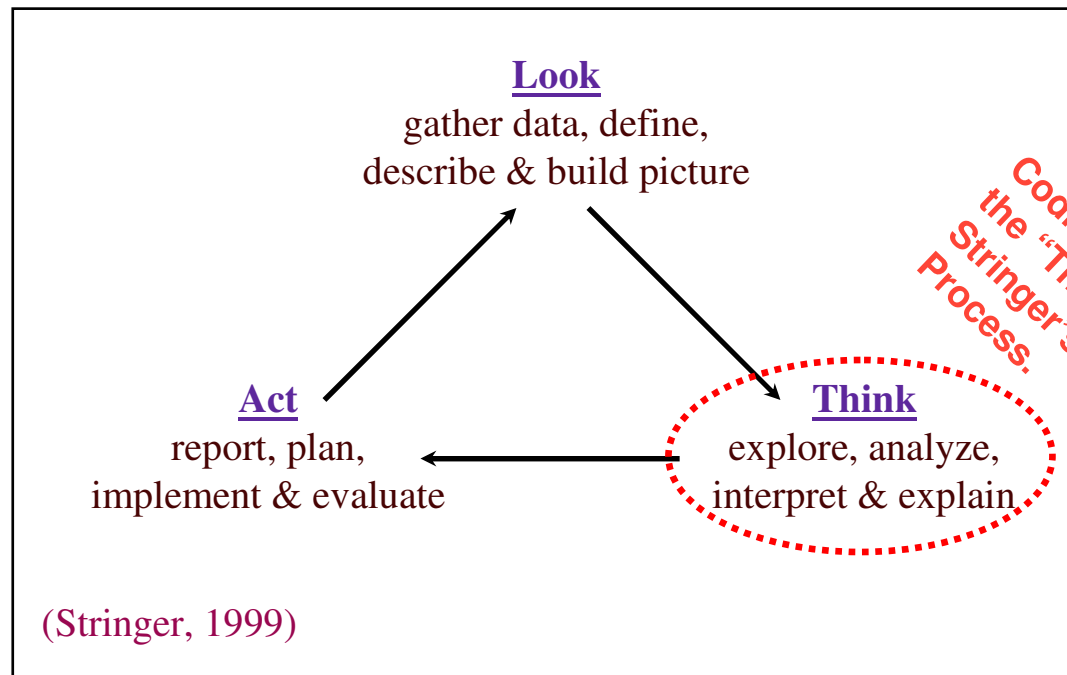 Look
gather data, define,
describe & build picture
the
Stringer's
Process.
Act
report, plan,
implement & evaluate
Think
explore, analyze,
interpret & explain
(Stringer, 1999)